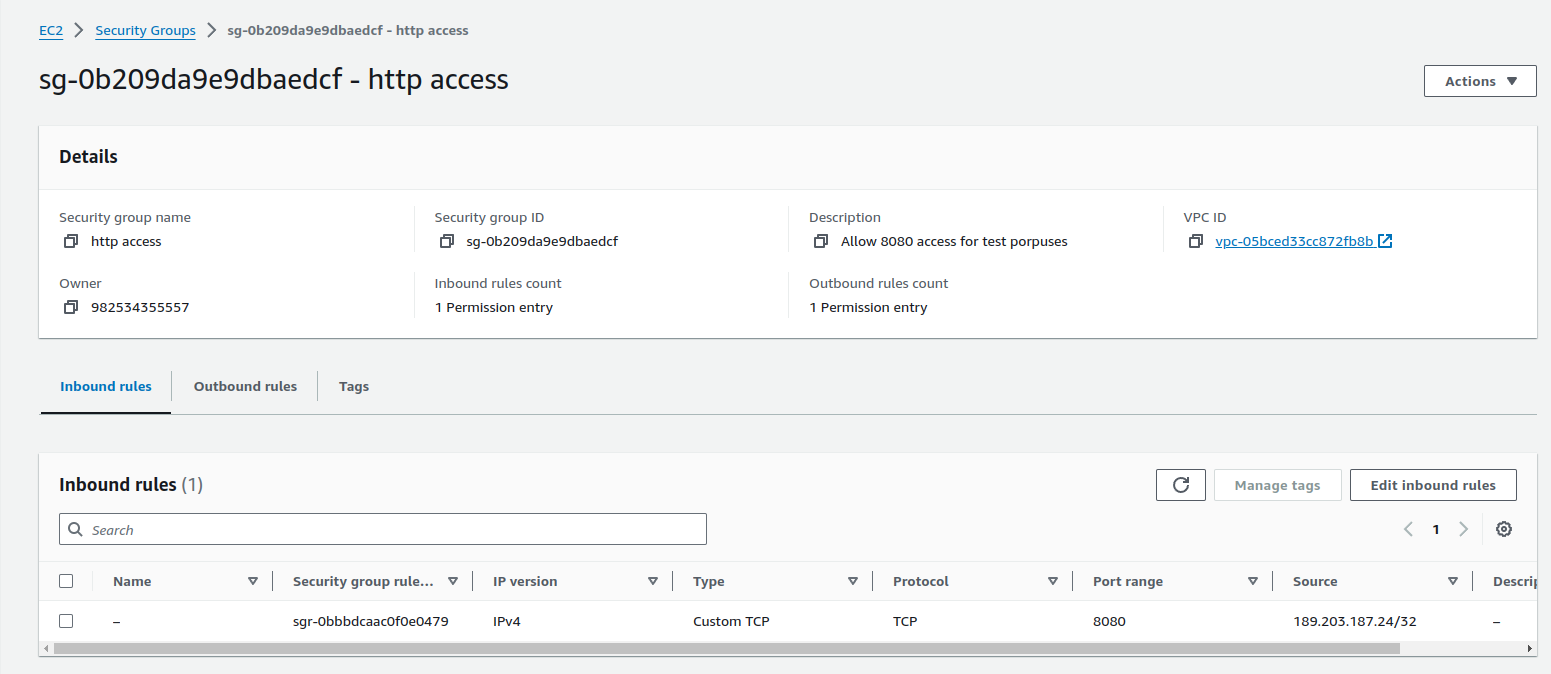 EC2 > Security Groups > sg-0b209da9e9dbaedcf - http access
sg-0b209da9e9dbaedcf - http access
Actions
Details
Security group name
http access
Security group ID
sg-0b209da9e9dbaedcf
Description
Allow 8080 access for test porpuses
VPC ID
vpc-05bced33cc872fb8b
Owner
982534355557
Inbound rules count
1 Permission entry
Outbound rules count
1 Permission entry
Inbound rules Outbound rules Tags
Inbound rules (1)
Manage tags Edit inbound rules
Search
1
Name Security group rule... IP version Type Protocol Port range Source Descrip
– sgr-0bbbdcaac0f0e0479 IPv4 Custom TCP TCP 8080 189.203.187.24/32 –